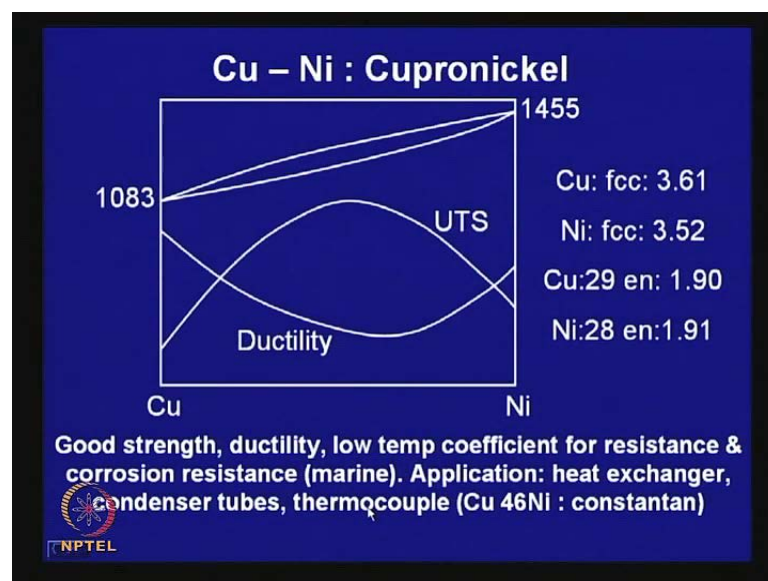 Cu – Ni : Cupronickel
1455
1083
UTS
Ductility
Cu
Ni
Cu: fcc: 3.61
Ni: fcc: 3.52
Cu:29 en: 1.90
Ni:28 en:1.91
Good strength, ductility, low temp coefficient for resistance &
corrosion resistance (marine). Application: heat exchanger,
condenser tubes, thermocouple (Cu 46Ni : constantan)
NPTEL